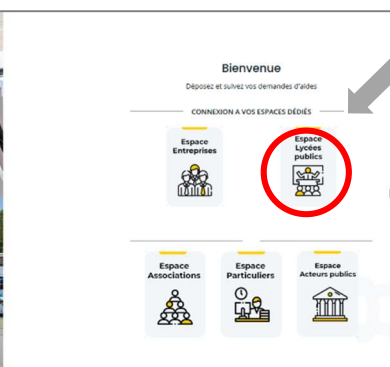 Bienvenue
Déposez et suivez vos demandes d'aides
CONNEXION A VOS ESPACES DÉDIÉS
Espace
Entreprises
Espace
Lycées
publics
Espace
Associations
Espace
Particuliers
Espace
Acteurs publics